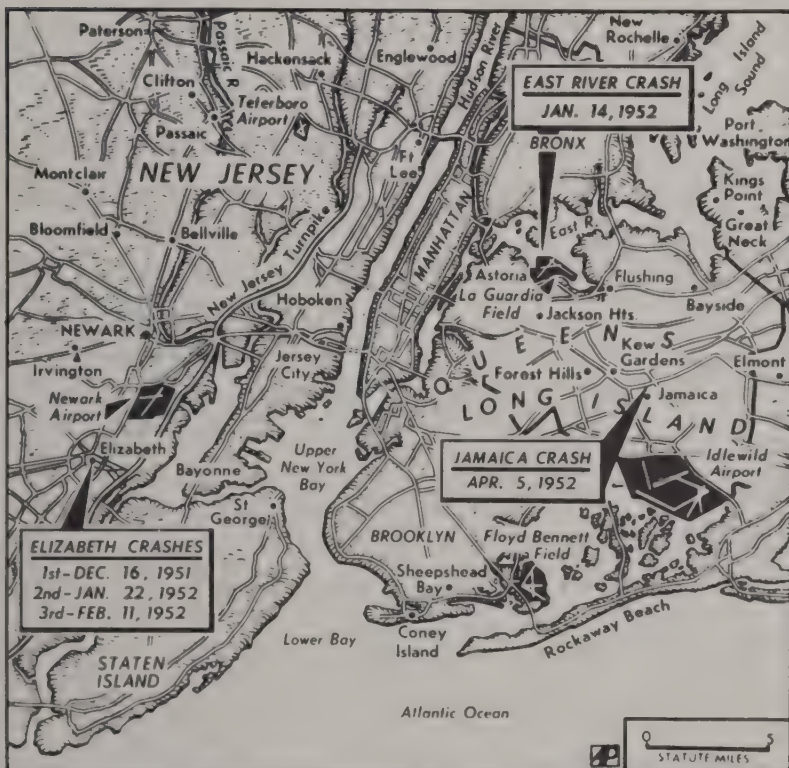 Paterson
Passaic R.
Clifton
Passaic
Hackensack
Teterboro
Airport
Englewood
Hudson River
New
Rochelle
Long Island
Sound
EAST RIVER CRASH
JAN. 14, 1952
BRONX
Port
Washington
Kings
Point
Great
Neck
Ft
Lee
Montclair
NEW JERSEY
Bloomfield
Bellville
New Jersey Turnpike
MANHATTAN
East R.
Astoria
La Guardia
Field
Flushing
Bayside
Jackson Hts.
Hoboken
NEWARK
Jersey
City
Irvington
Newark
Airport
QUEENS
Kew
Gardens
Forest Hills
Elmont
Jamaica
LONG ISLAND
Idlewild
Airport
Elizabeth
Bayonne
Upper
New York
Bay
JAMAICA CRASH
APR. 5, 1952
St
George
ELIZABETH CRASHES
1st-DEC. 16, 1951
2nd-JAN. 22, 1952
3rd-FEB. 11, 1952
BROOKLYN
Floyd Bennett
Field
Sheepshead
Bay
Coney
Island
Rockaway Beach
Lower Bay
STATEN
ISLAND
Atlantic Ocean
AP
0 5
STATUTE MILES